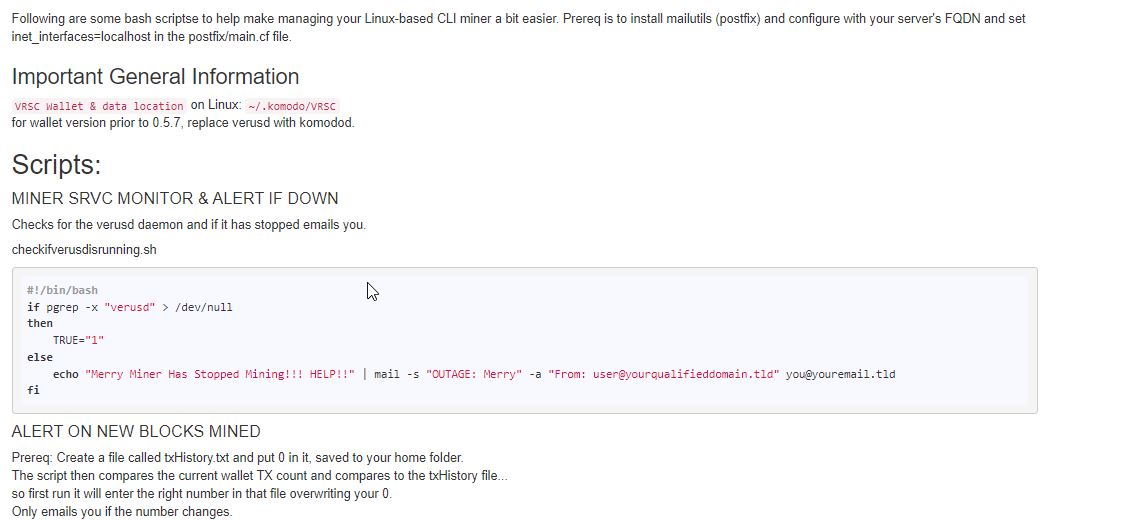 Following are some bash scriptse to help make managing your Linux-based CLI miner a bit easier. Prereq is to install mailutils (postfix) and configure with your server's FQDN and set
inet_interfaces=localhost in the postfix/main.cf file.
Important General Information
VRSC Wallet & data location on Linux: ~/.komodo/VRSC
for wallet version prior to 0.5.7, replace verusd with komodod.
Scripts:
MINER SRVC MONITOR & ALERT IF DOWN
Checks for the verusd daemon and if it has stopped emails you.
checkifverusdisrunning.sh
#!/bin/bash
if pgrep -x "verusd" > /dev/null
then
    TRUE="1"
else
    echo "Merry Miner Has Stopped Mining!!! HELP!!" | mail -s "OUTAGE: Merry" -a "From: user@yourqualifieddomain.tld" you@youremail.tld
fi
ALERT ON NEW BLOCKS MINED
Prereq: Create a file called txHistory.txt and put 0 in it, saved to your home folder.
The script then compares the current wallet TX count and compares to the txHistory file...
so first run it will enter the right number in that file overwriting your 0.
Only emails you if the number changes.